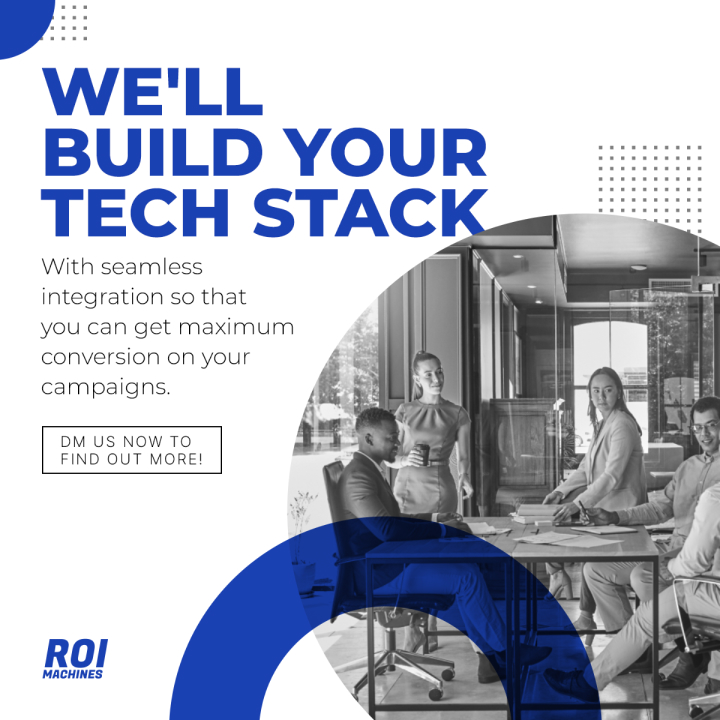 WE'LL
BUILD YOUR
TECH STACK
With seamless
integration so that
you can get maximum
conversion on your
campaigns.
DM US NOW TO
FIND OUT MORE!
ROI
MACHINES